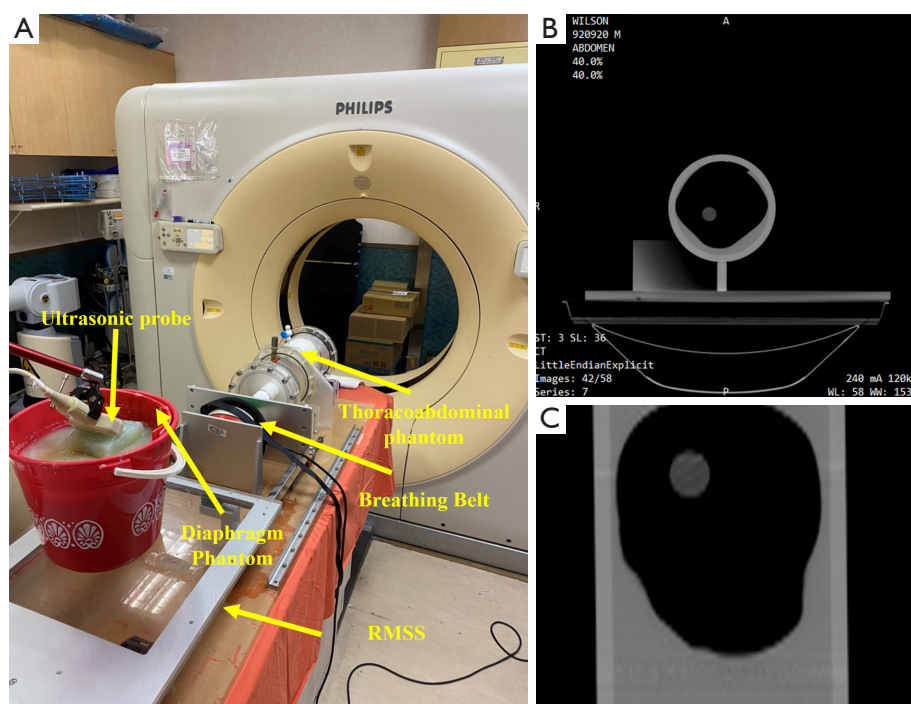 A
PHILIPS
Ultrasonic probe
Thoracoabdominal
phantom
Breathing Belt
Diaphragm
Phantom
RMSS
B
WILSON
920920 M
ABDOMEN
40.0%
40.0%
A
R
ST: 3 SL: 36
CT
LittleEndianExplicit
Images: 42/58
Series: 7
P
240 mA 120k
WL: 58 WW: 153
C